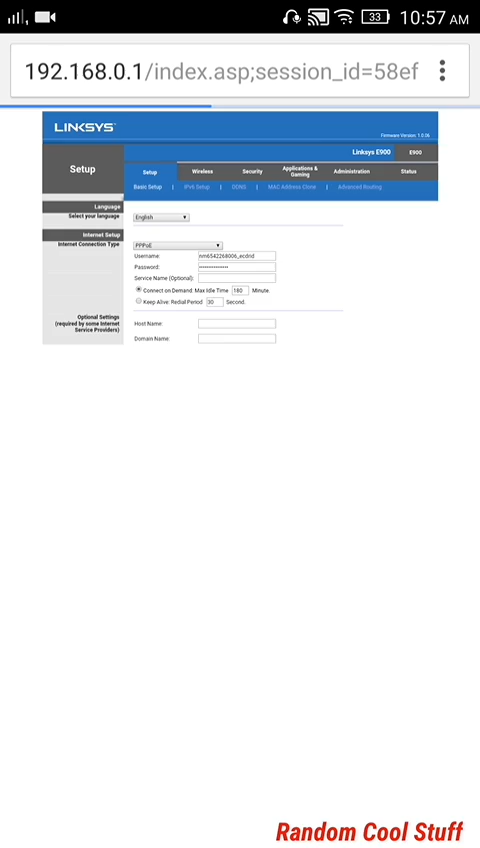 33 10:57 AM
192.168.0.1/index.asp;session_id=58ef
LINKSYS
Firmware Version: 1.0.06
Linksys E900 E900
Setup
Setup Wireless Security Applications & Gaming Administration Status
Basic Setup | IPv6 Setup | DDNS | MAC Address Clone | Advanced Routing
Language
Select your language English
Internet Setup
Internet Connection Type
PPPoE
Username: nm6542268006_ecdnd
Password:
Service Name (Optional):
Connect on Demand: Max Idle Time 180 Minute.
Keep Alive: Redial Period 30 Second.
Optional Settings
(required by some Internet
Service Providers)
Host Name:
Domain Name:
Random Cool Stuff